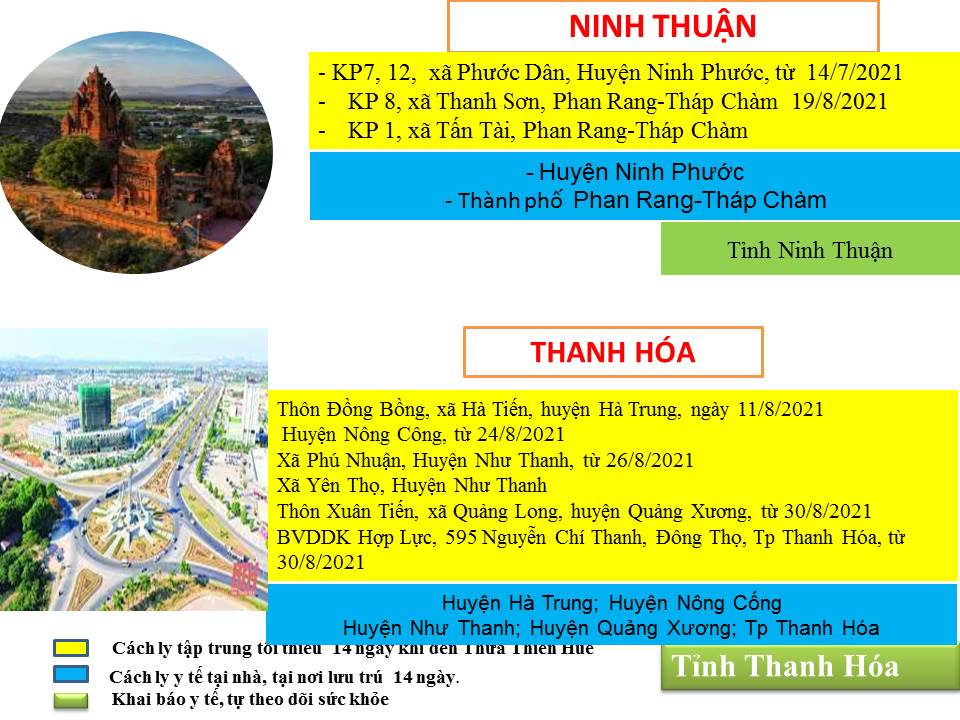 NINH THUẬN
- KP7, 12, xã Phước Dân, Huyện Ninh Phước, từ 14/7/2021
- KP 8, xã Thanh Sơn, Phan Rang-Tháp Chàm 19/8/2021
- KP 1, xã Tấn Tài, Phan Rang-Tháp Chàm
- Huyện Ninh Phước
- Thành phố Phan Rang-Tháp Chàm
Tỉnh Ninh Thuận
THANH HÓA
Thôn Đồng Bồng, xã Hà Tiến, huyện Hà Trung, ngày 11/8/2021
Huyện Nông Công, từ 24/8/2021
Xã Phú Nhuận, Huyện Như Thanh, từ 26/8/2021
Xã Yên Thọ, Huyện Như Thanh
Thôn Xuân Tiến, xã Quảng Long, huyện Quảng Xương, từ 30/8/2021
BVDDK Hợp Lực, 595 Nguyễn Chí Thanh, Đông Thọ, Tp Thanh Hóa, từ
30/8/2021
Huyện Hà Trung; Huyện Nông Cống
Huyện Như Thanh; Huyện Quảng Xương; Tp Thanh Hóa
Cách ly tập trung tối thiểu 14 ngày khi đến Thừa Thiên Huế
Cách ly y tế tại nhà, tại nơi lưu trú 14 ngày.
Khai báo y tế, tự theo dõi sức khỏe
Tỉnh Thanh Hóa